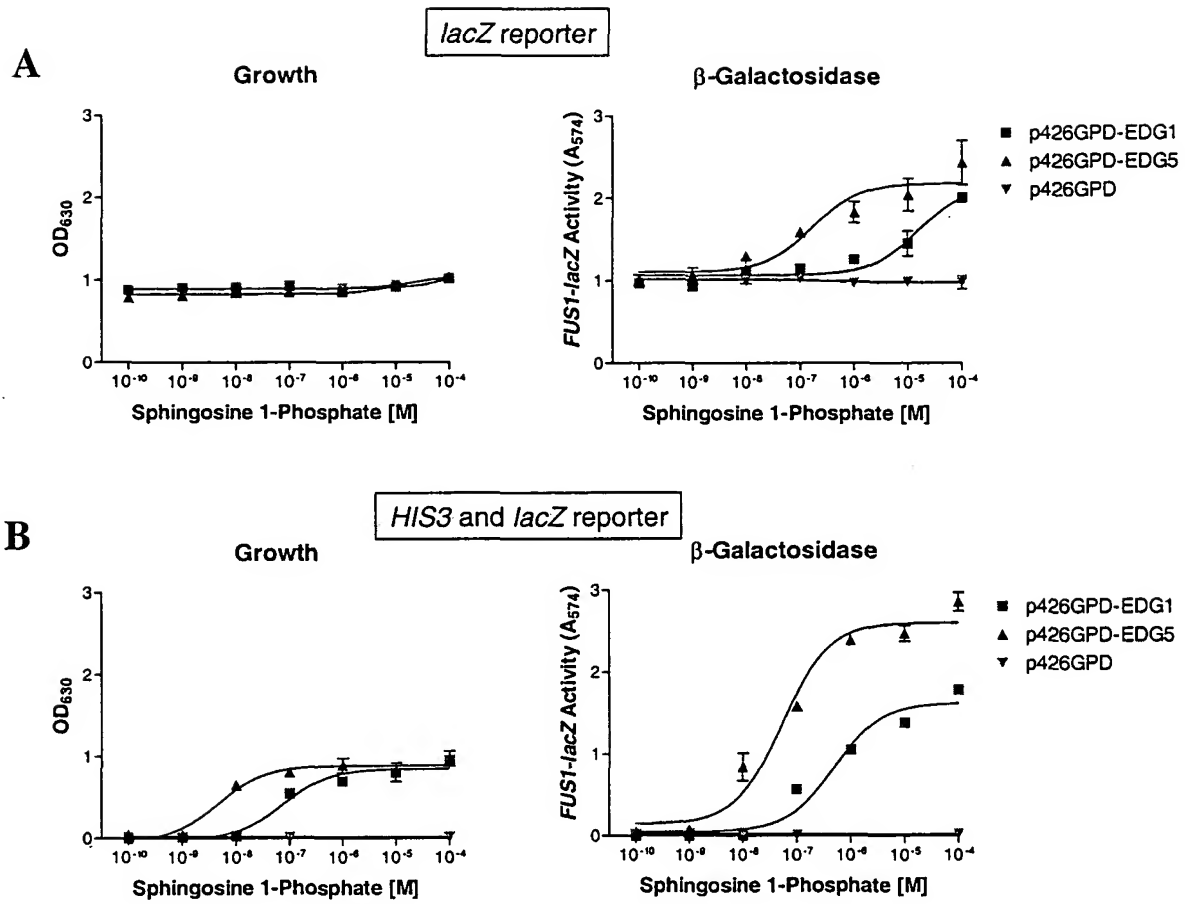 lacZ reporter
A
Growth
β-Galactosidase
3
2
1
0
OD630
10-10 10-9 10-8 10-7 10-6 10-5 10-4
Sphingosine 1-Phosphate [M]
3
2
1
0
FUS1-lacZ Activity (A574)
10-10 10-9 10-8 10-7 10-6 10-5 10-4
Sphingosine 1-Phosphate [M]
p426GPD-EDG1
p426GPD-EDG5
p426GPD
HIS3 and lacZ reporter
B
Growth
β-Galactosidase
3
2
1
0
OD630
10-10 10-9 10-8 10-7 10-6 10-5 10-4
Sphingosine 1-Phosphate [M]
3
2
1
0
FUS1-lacZ Activity (A574)
10-10 10-9 10-8 10-7 10-6 10-5 10-4
Sphingosine 1-Phosphate [M]
p426GPD-EDG1
p426GPD-EDG5
p426GPD